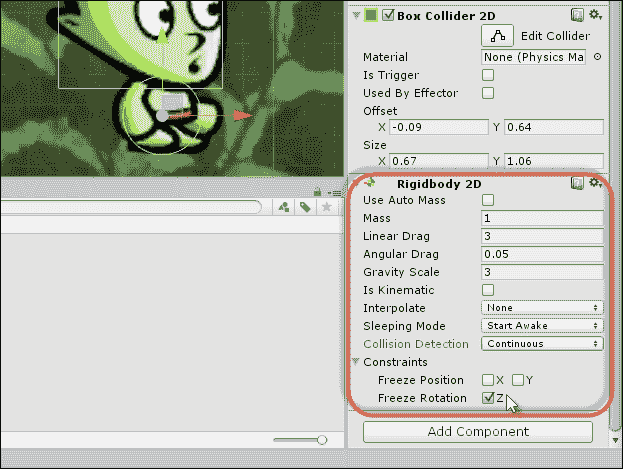 Box Collider 2D
Edit Collider
Material None (Physics Ma
Is Trigger
Used By Effector
Offset
X -0.09 Y 0.64
Size
X 0.67 Y 1.06
Rigidbody 2D
Use Auto Mass
Mass 1
Linear Drag 3
Angular Drag 0.05
Gravity Scale 3
Is Kinematic
Interpolate None
Sleeping Mode Start Awake
Collision Detection Continuous
Constraints
Freeze Position X Y
Freeze Rotation Z
Add Component